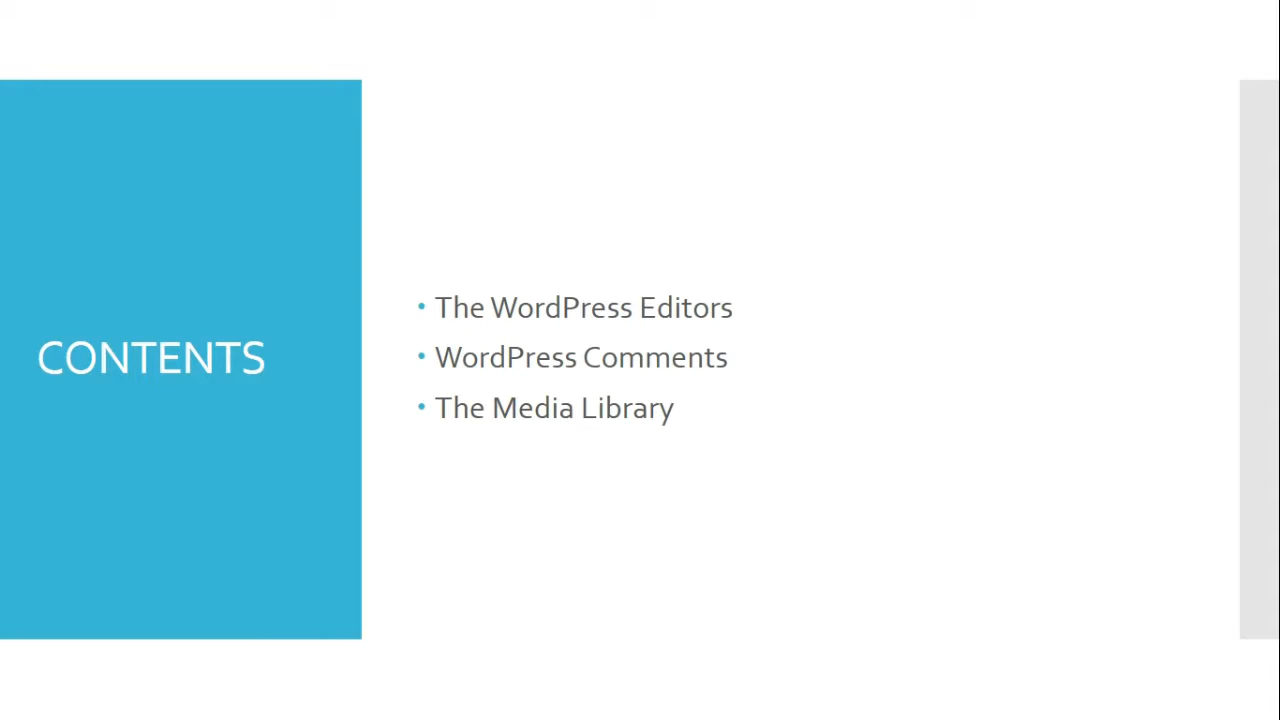 CONTENTS
• The WordPress Editors
• WordPress Comments
• The Media Library